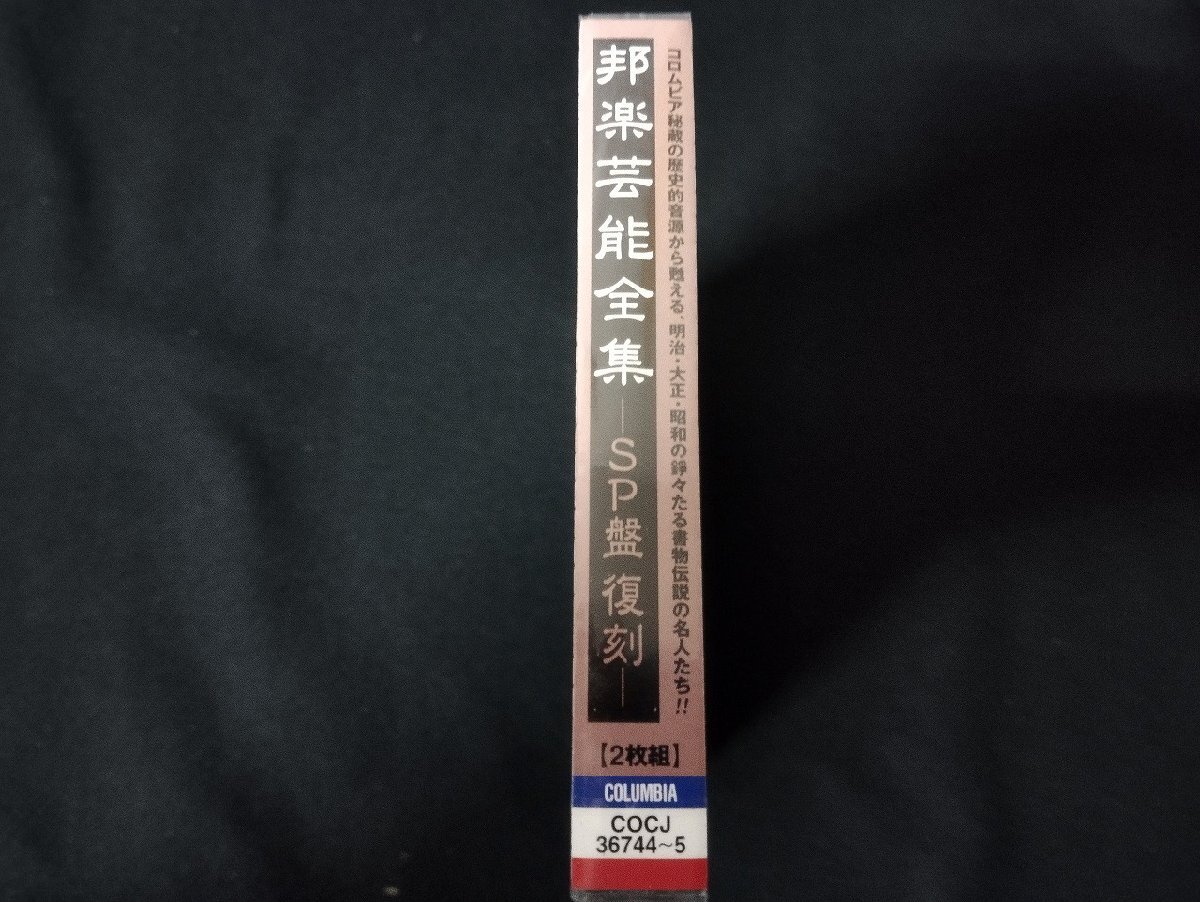 コロムビア秘蔵の歴史的音源から甦える、明治・大正・昭和の錚々たる書物伝説の名人たち!!
邦楽芸能全集
―SP盤復刻―
【2枚組】
COLUMBIA
COCJ
36744~5